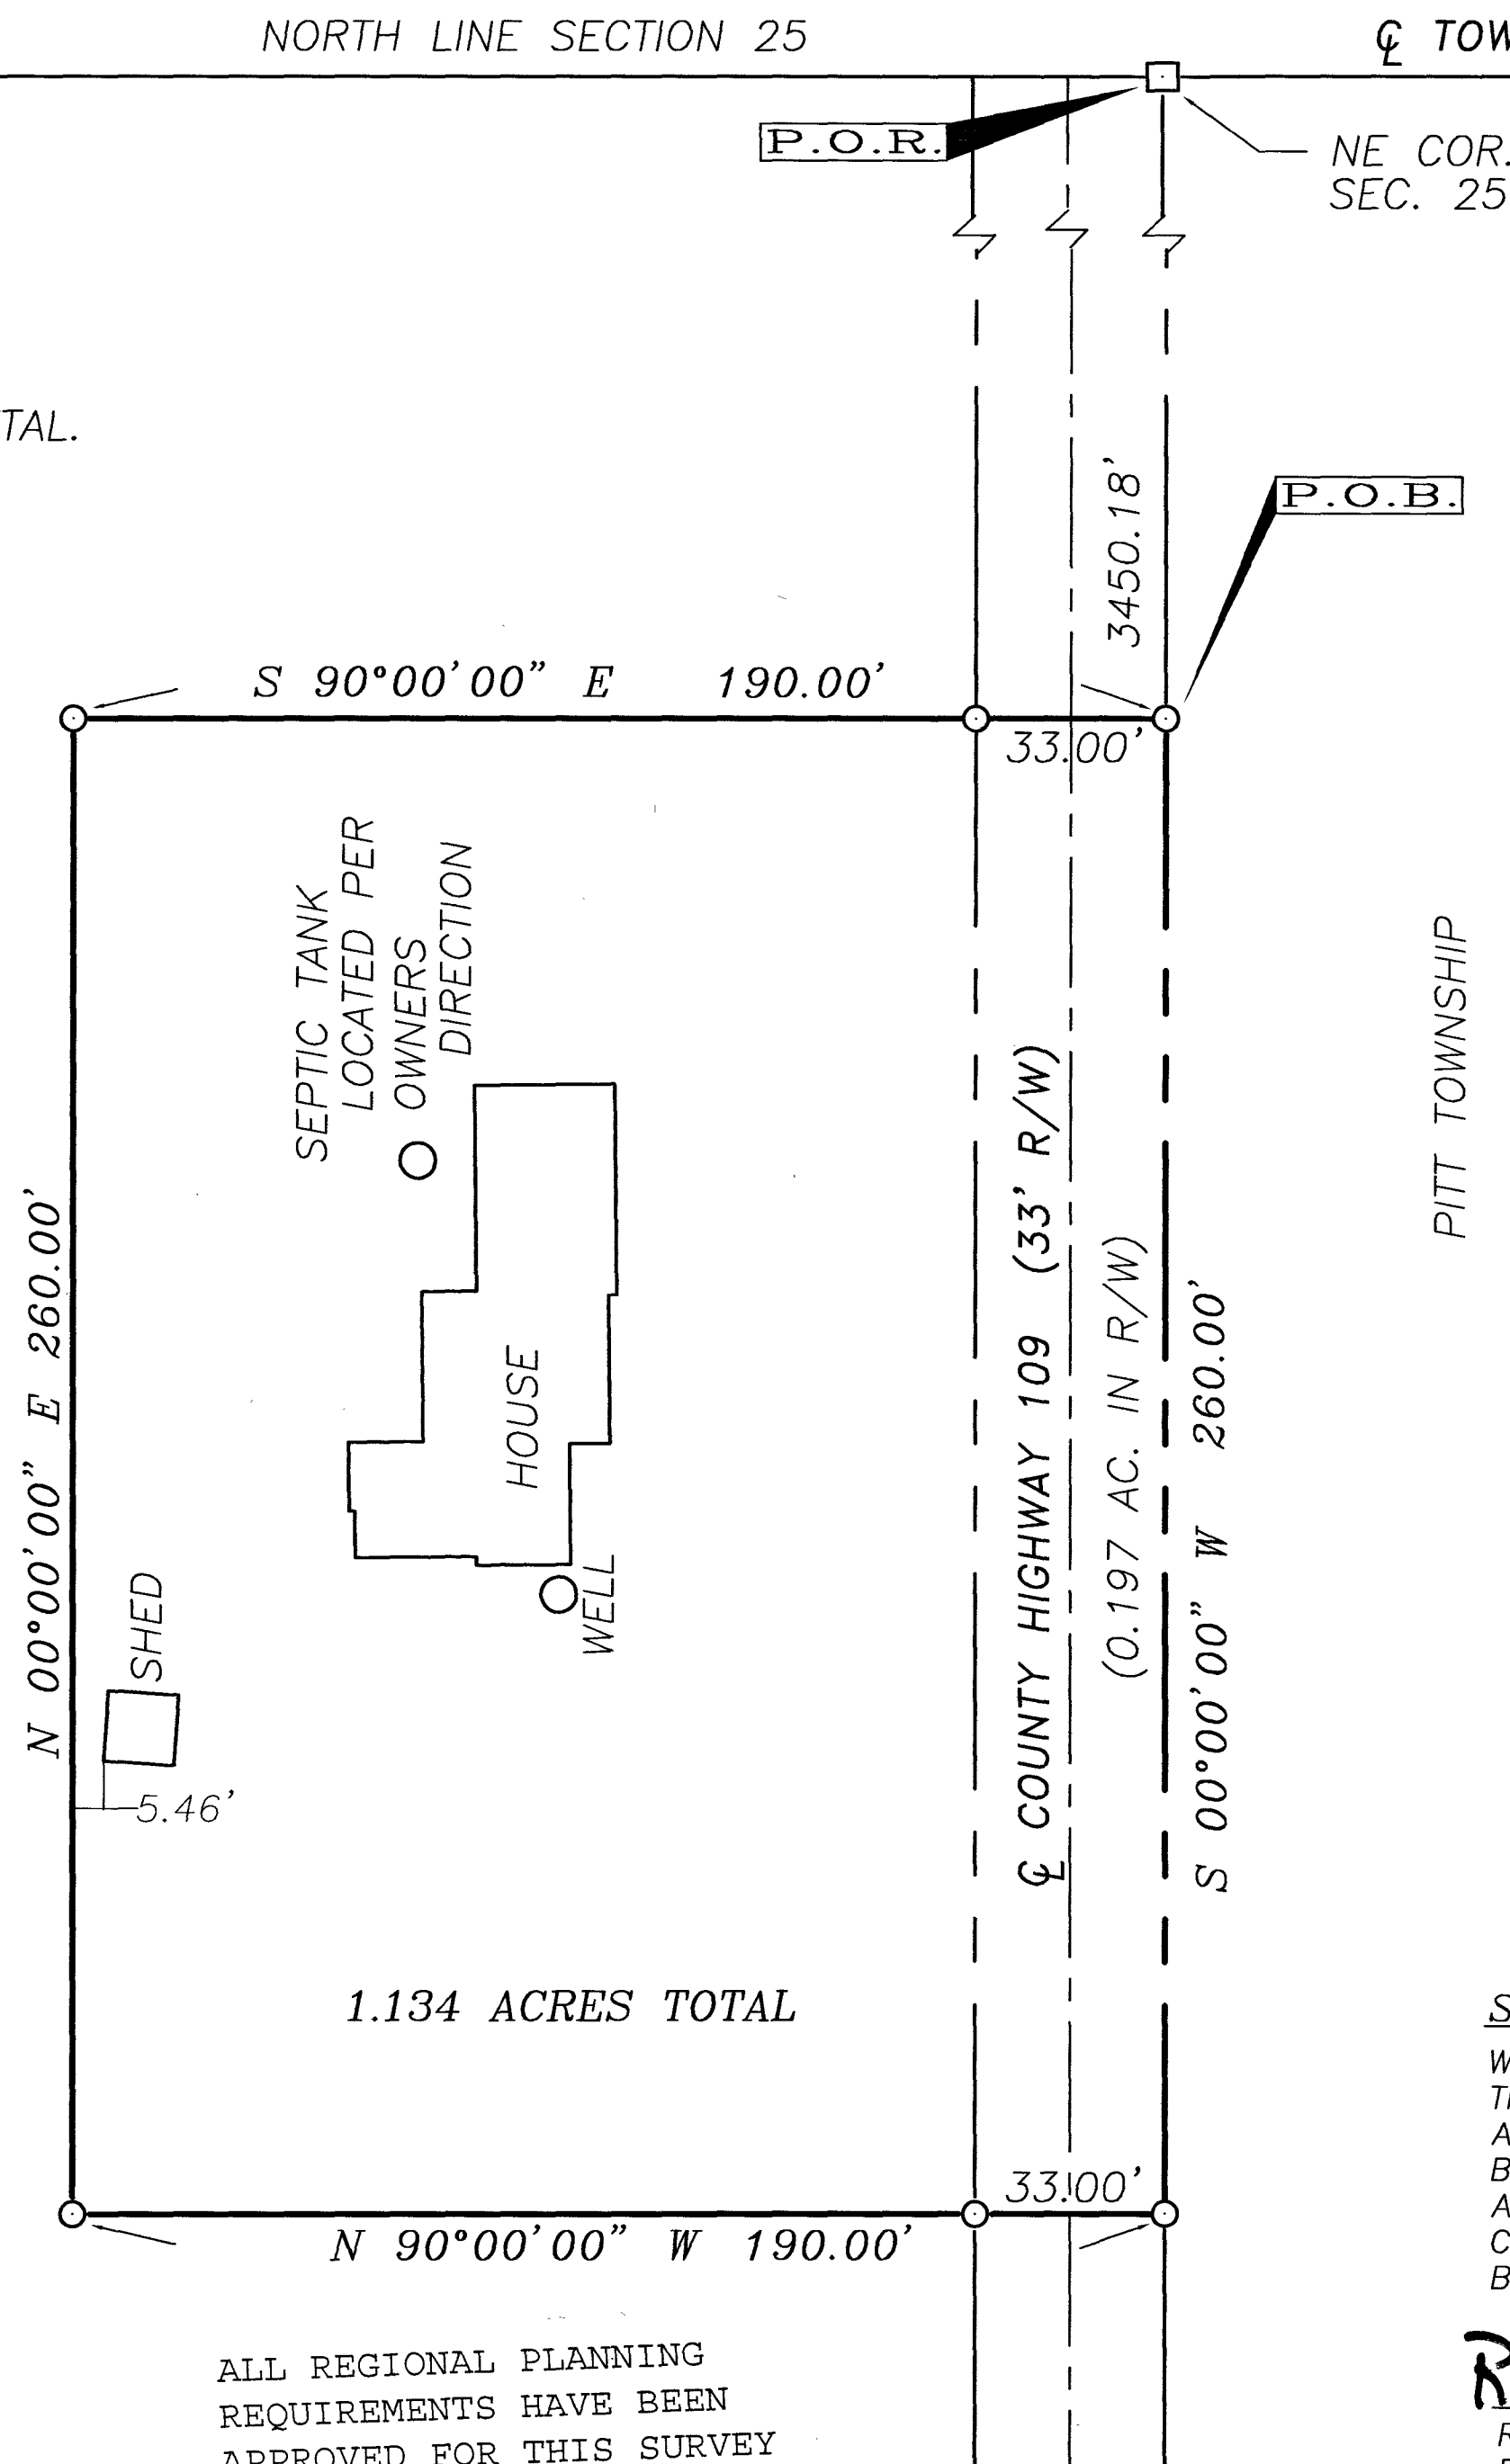 NORTH LINE SECTION 25
℄ TOW
P.O.R.
NE COR.
SEC. 25
TAL.
3450.18'
P.O.B.
S 90°00'00" E 190.00'
33.00'
SEPTIC TANK
LOCATED PER
OWNERS
DIRECTION
PITT TOWNSHIP
N 00°00'00" E 260.00'
HOUSE
℄ COUNTY HIGHWAY 109 (33' R/W)
(0.197 AC. IN R/W)
S 00°00'00" W 260.00'
SHED
WELL
5.46'
1.134 ACRES TOTAL
33.00'
N 90°00'00" W 190.00'
S
W
A
B
A
C
B
ALL REGIONAL PLANNING
REQUIREMENTS HAVE BEEN
APPROVED FOR THIS SURVEY